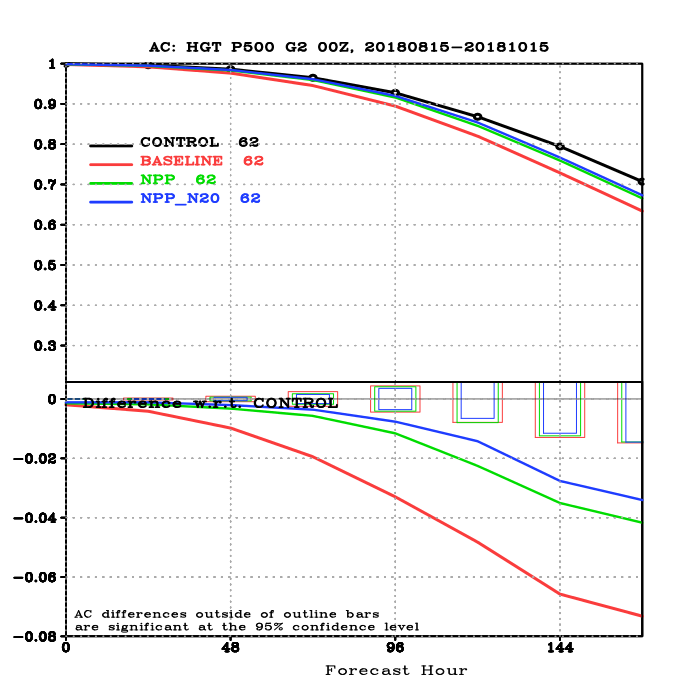 AC: HGT P500 G2 00Z, 20180815-20181015
1
0.9
0.8
0.7
0.6
0.5
0.4
0.3
CONTROL 62
BASELINE 62
NPP 62
NPP_N20 62
Difference w.r.t. CONTROL
0
-0.02
-0.04
-0.06
-0.08
AC differences outside of outline bars
are significant at the 95% confidence level
0 48 96 144
Forecast Hour